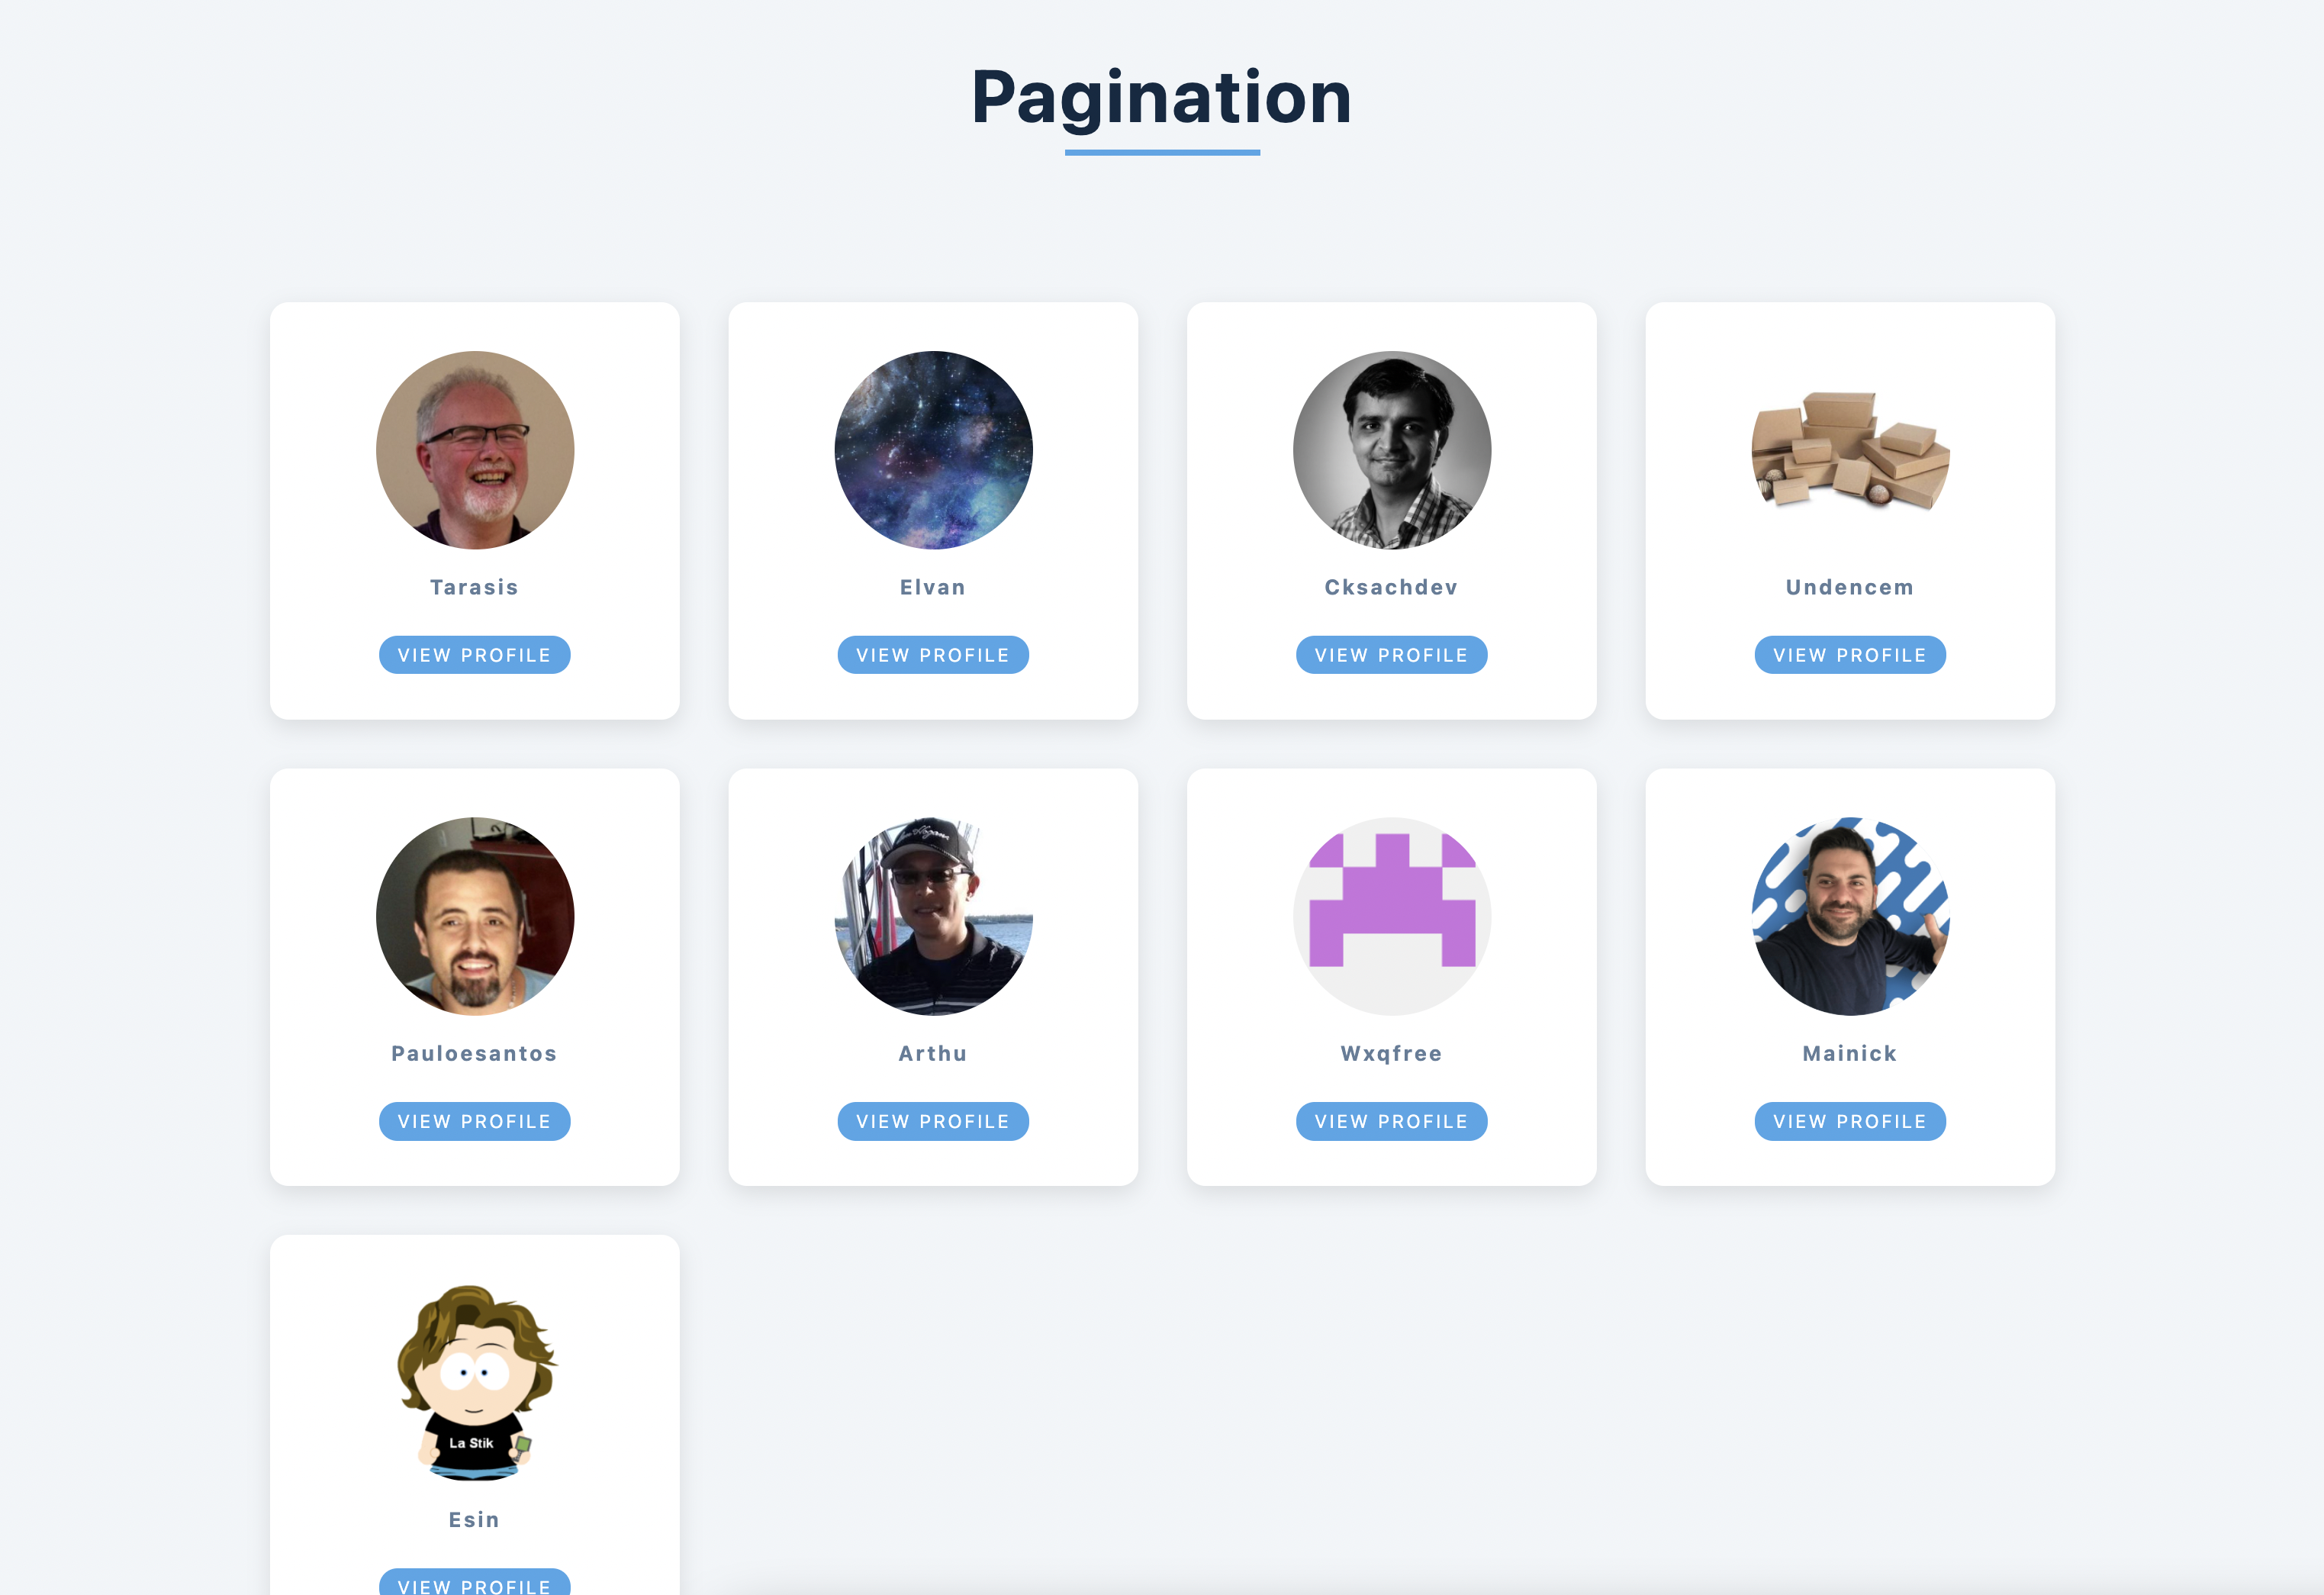 Pagination
Tarasis
Elvan
Cksachdev
Undencem
VIEW PROFILE
VIEW PROFILE
VIEW PROFILE
VIEW PROFILE
Pauloesantos
Arthu
Wxqfree
Mainick
VIEW PROFILE
VIEW PROFILE
VIEW PROFILE
VIEW PROFILE
La Stik
Esin
VIEW PROFILE